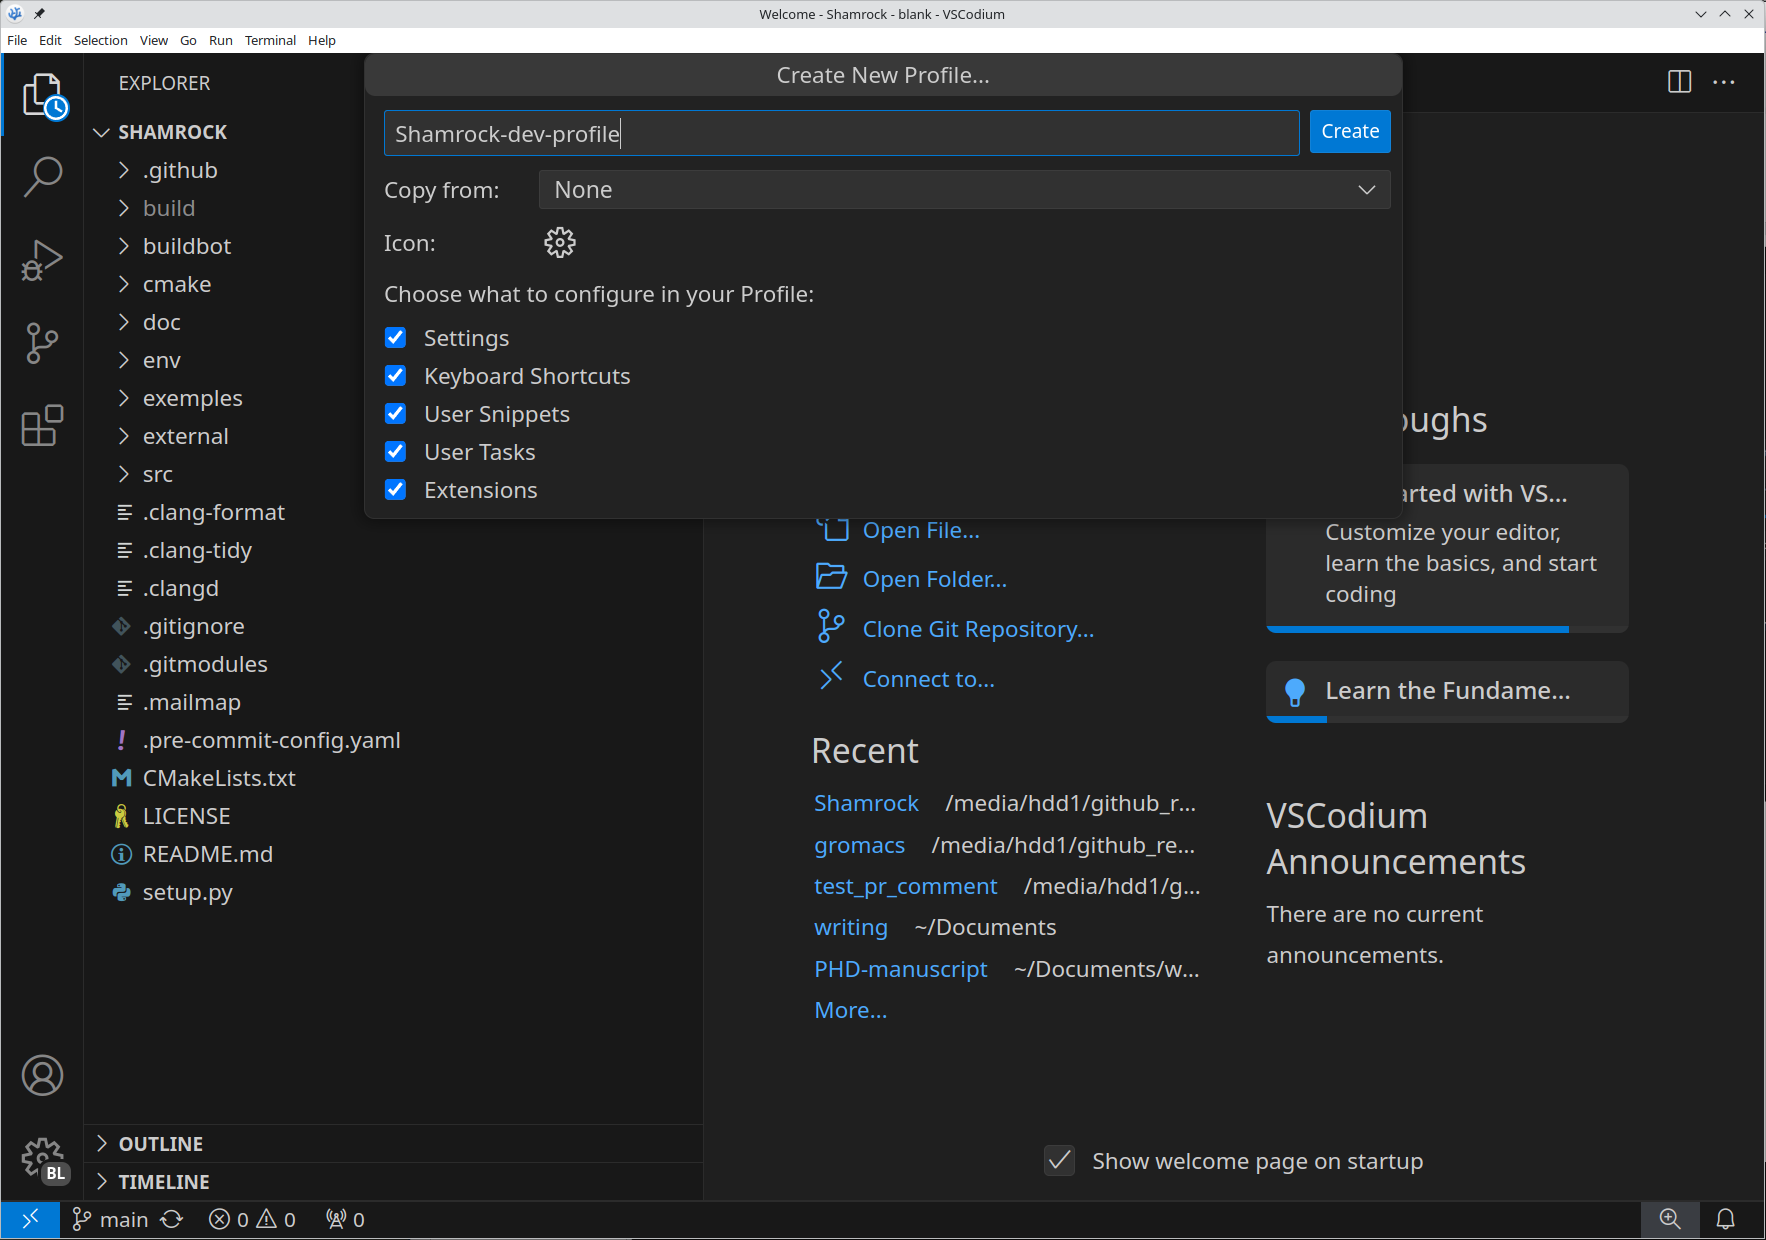 Welcome - Shamrock - blank - VSCodium
File Edit Selection View Go Run Terminal Help
EXPLORER
SHAMROCK
.github
build
buildbot
cmake
doc
env
exemples
external
src
.clang-format
.clang-tidy
.clangd
.gitignore
.gitmodules
.mailmap
.pre-commit-config.yaml
CMakeLists.txt
LICENSE
README.md
setup.py
OUTLINE
TIMELINE
BL
Create New Profile...
Shamrock-dev-profile
Create
Copy from: None
Icon:
Choose what to configure in your Profile:
Settings
Keyboard Shortcuts
User Snippets
User Tasks
Extensions
Open File...
Open Folder...
Clone Git Repository...
Connect to...
Recent
Shamrock /media/hdd1/github_r...
gromacs /media/hdd1/github_re...
test_pr_comment /media/hdd1/g...
writing ~/Documents
PHD-manuscript ~/Documents/w...
More...
oughs
arted with VS...
Customize your editor,
learn the basics, and start
coding
Learn the Fundame...
VSCodium
Announcements
There are no current
announcements.
Show welcome page on startup
main 0 0 0